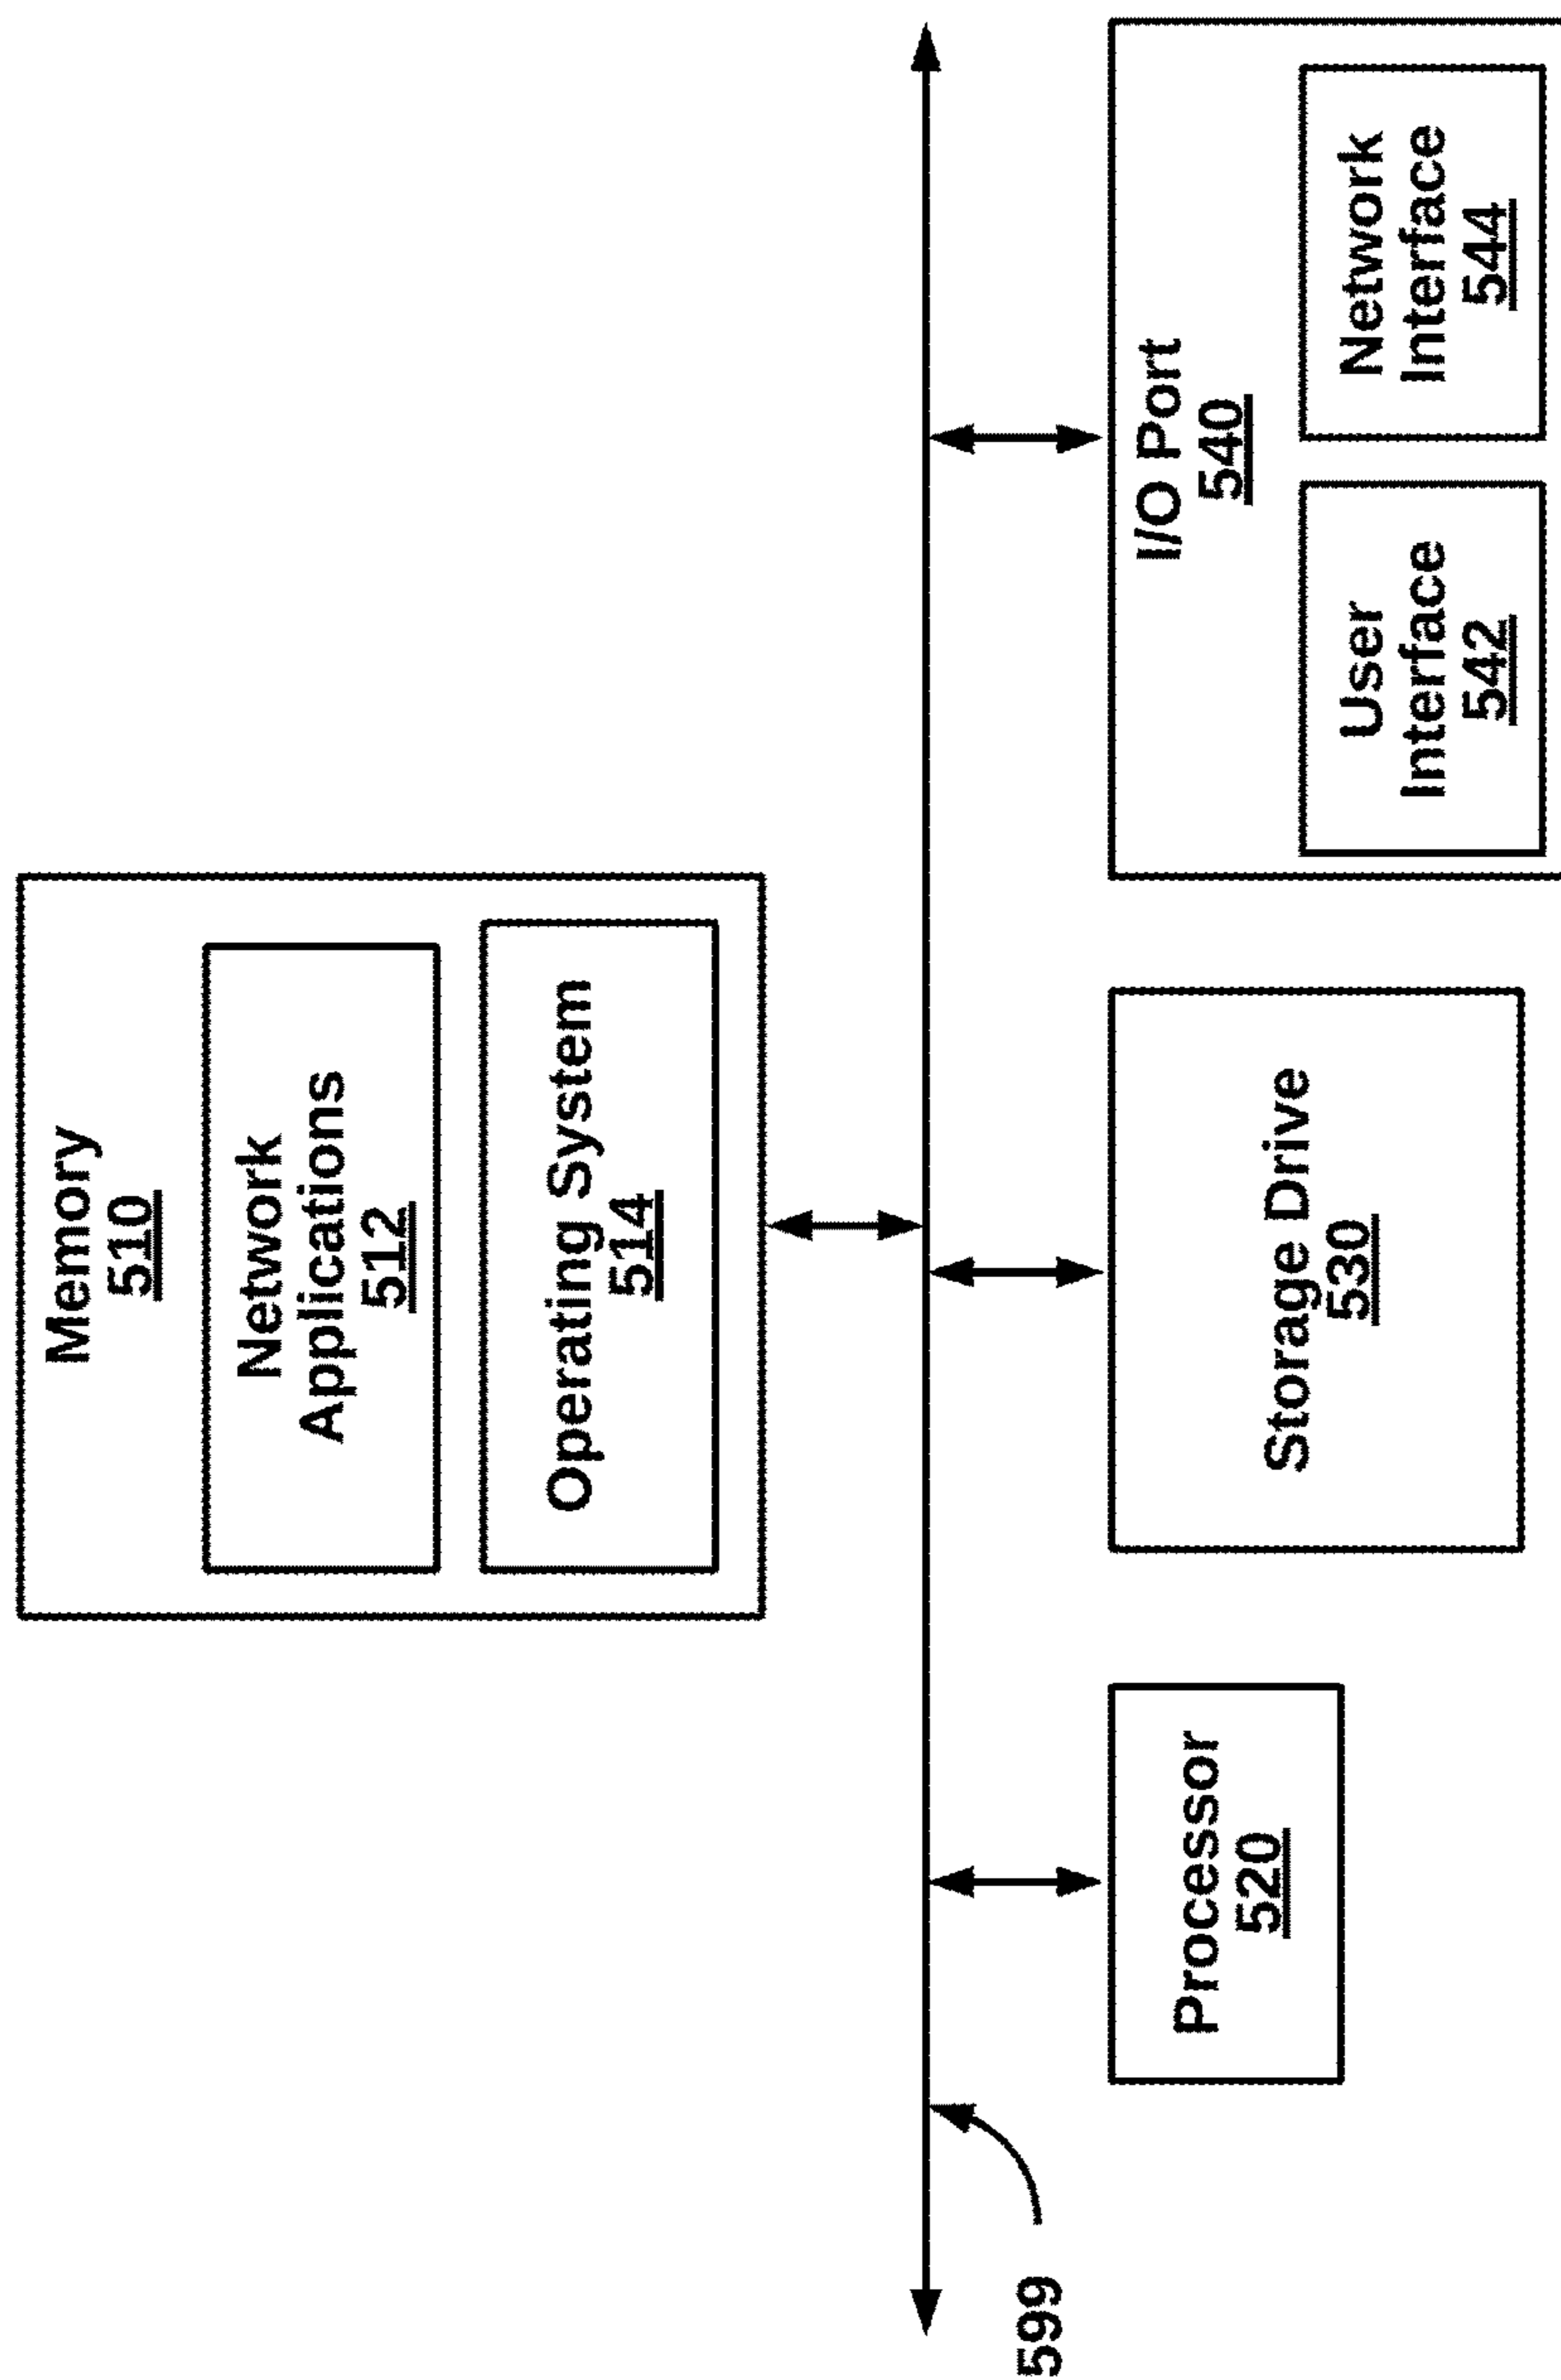 Memory
510
Network
Applications
512
Operating System
514
599
Processor
520
Storage Drive
530
I/O Port
540
User
Interface
542
Network
Interface
544